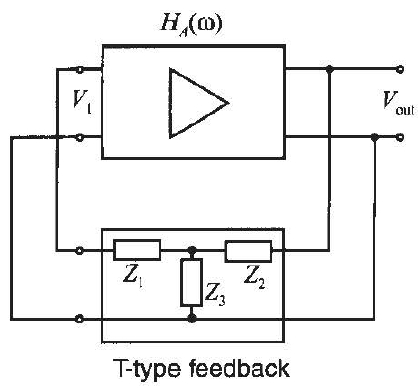 H_A(ω)
V_1
V_out
Z_1
Z_2
Z_3
T-type feedback